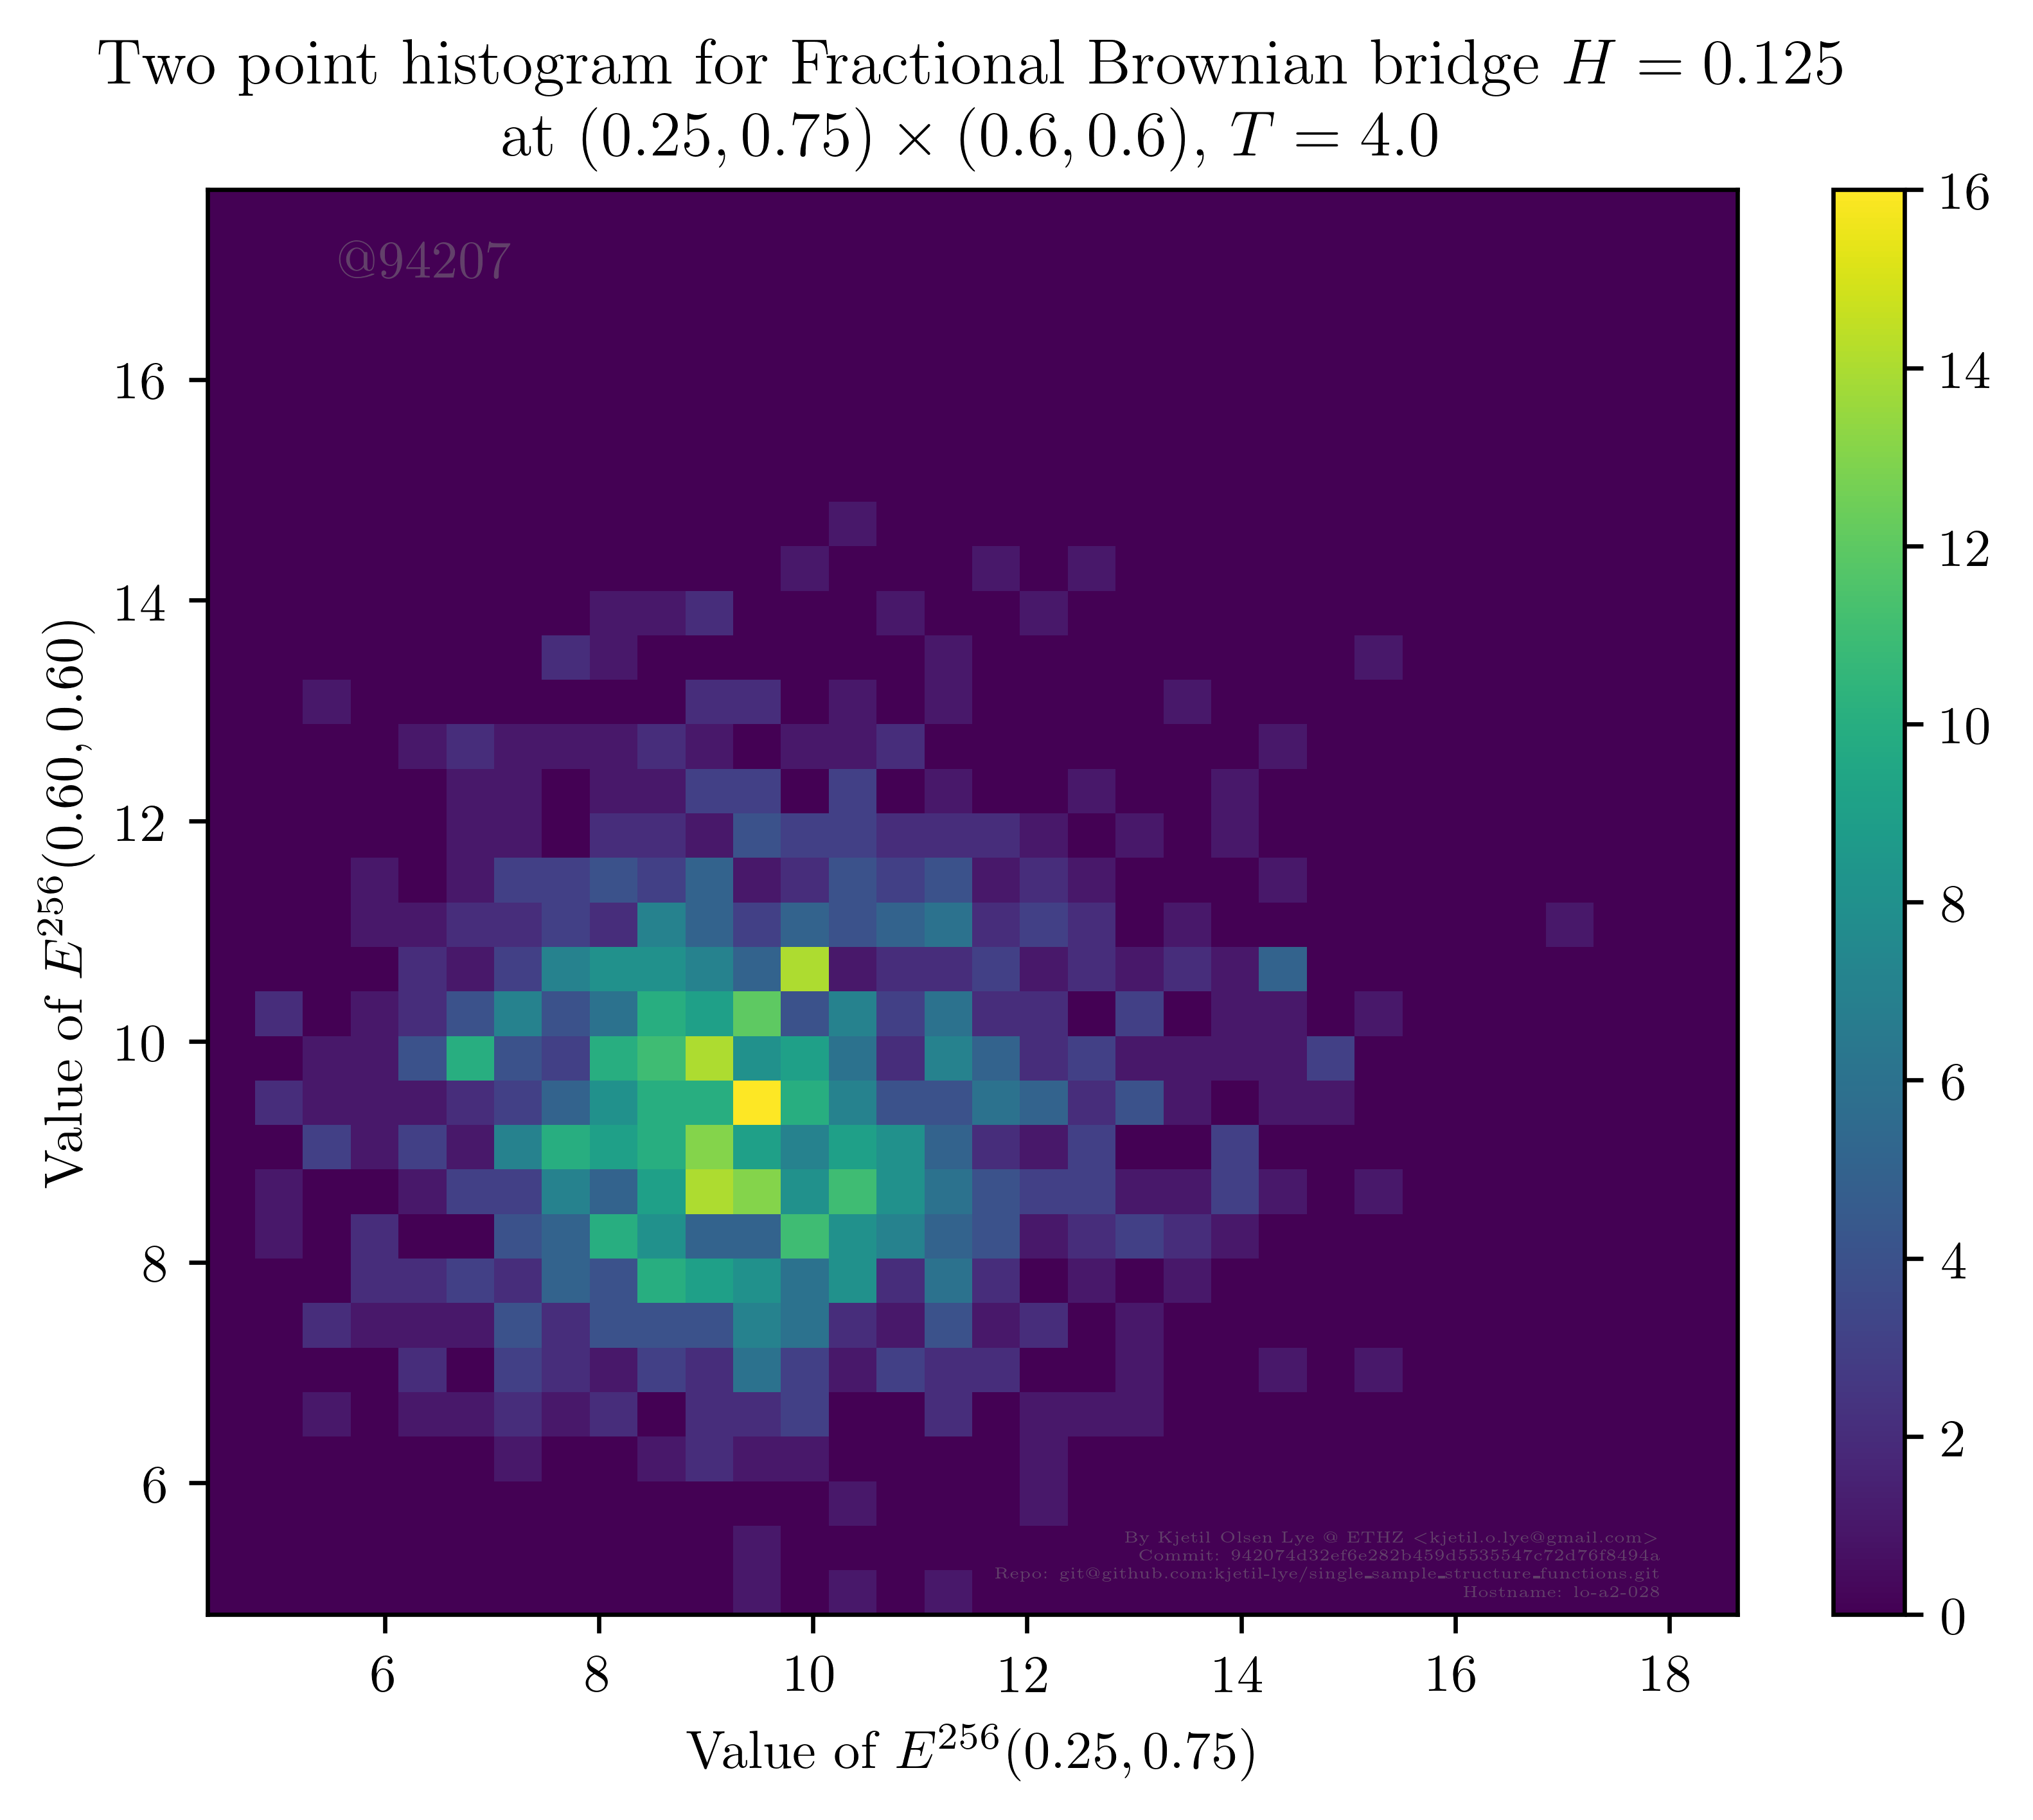 Two point histogram for Fractional Brownian bridge H = 0.125
at (0.25, 0.75) × (0.6, 0.6), T = 4.0
@94207
16
14
12
10
8
6
Value of E^256(0.60, 0.60)
6 8 10 12 14 16 18
Value of E^256(0.25, 0.75)
16
14
12
10
8
6
4
2
0
By Kjetil Olsen Lye @ ETHZ <kjetil.o.lye@gmail.com>
Commit: 942074d32ef6e282b459d5535547c72d76f8494a
Repo: git@github.com:kjetil-lye/single_sample_structure_functions.git
Hostname: lo-a2-028